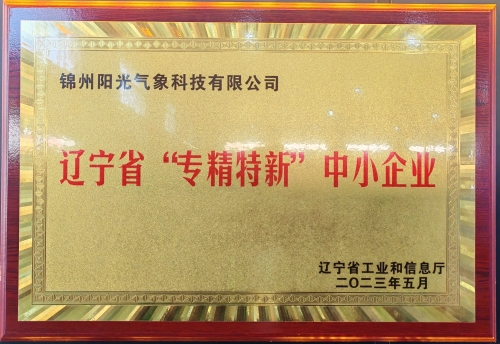 锦州阳光气象科技有限公司
辽宁省“专精特新”中小企业
辽宁省工业和信息厅
二〇二三年五月